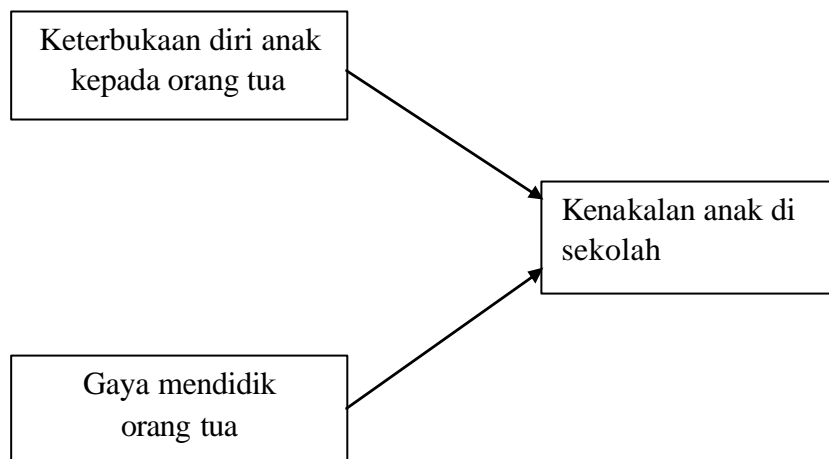 Keterbukaan diri anak
kepada orang tua
Kenakalan anak di
sekolah
Gaya mendidik
orang tua